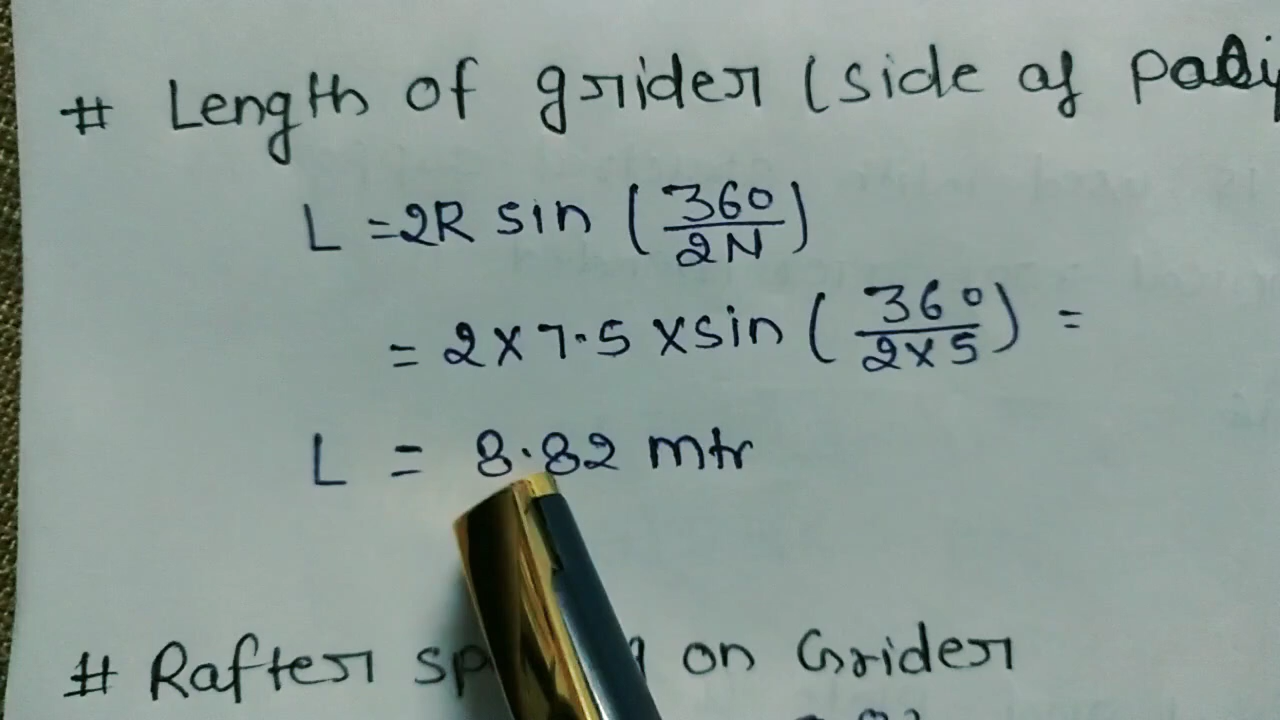 # Length of grider (side of
L = 2R sin (360/2N)
= 2 x 7.5 x sin (360/2x5) =
L = 8.82 mtr
# Rafter on Grider